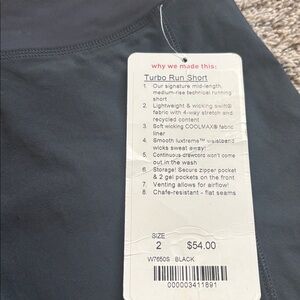 why we made this:
Turbo Run Short
1. Our signature mid-length,
medium-rise technical running
short
2. Lightweight & wicking swift®
fabric with 4-way stretch and
recycled content
3. Soft wicking COOLMAX® fabric
liner
4. Smooth luxtreme™ waistband
wicks sweat away!
5. Continuous drawcord won't come
out in the wash
6. Storage! Secure zipper pocket
& 2 gel pockets on the front
7. Venting allows for airflow!
8. Chafe-resistant - flat seams
SIZE
2 $54.00
W7650S BLACK
000003411891